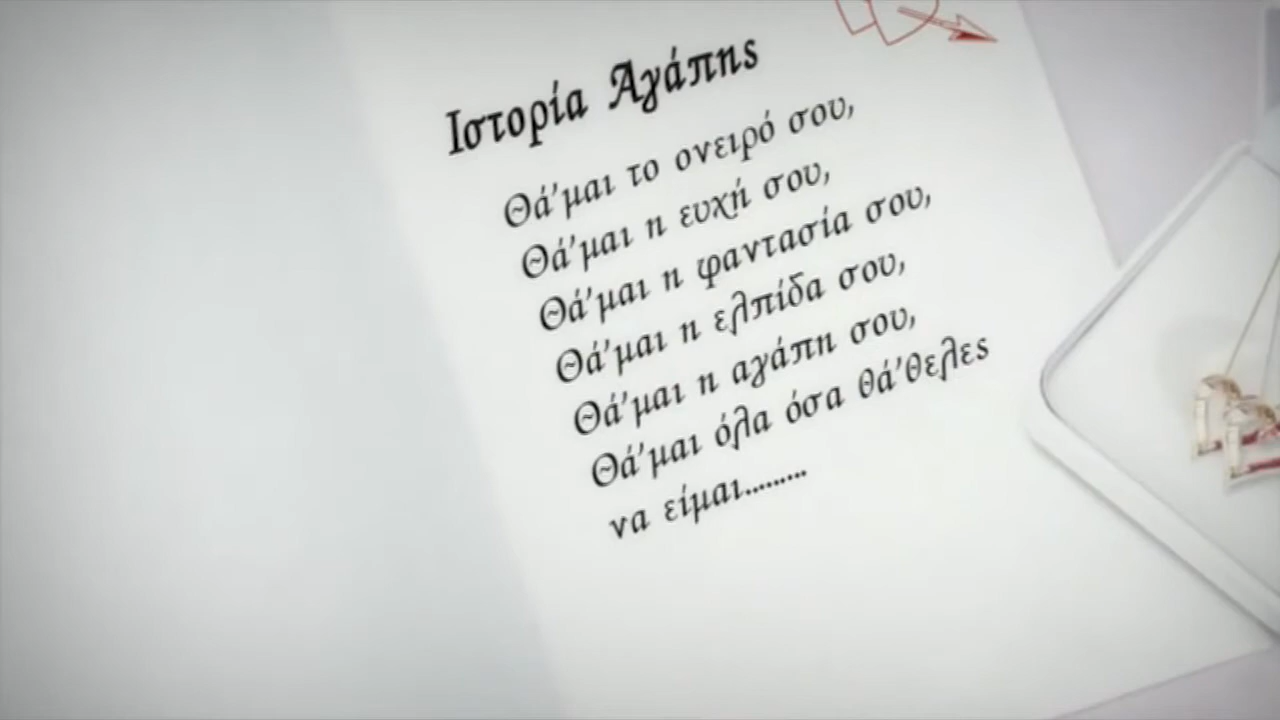 Ιστορία Αγάπης
Θά'μαι το ονειρό σου,
Θά'μαι η ευχή σου,
Θά'μαι η φαντασία σου,
Θά'μαι η ελπίδα σου,
Θά'μαι η αγάπη σου,
Θά'μαι όλα όσα θά'θελες
να είμαι.........